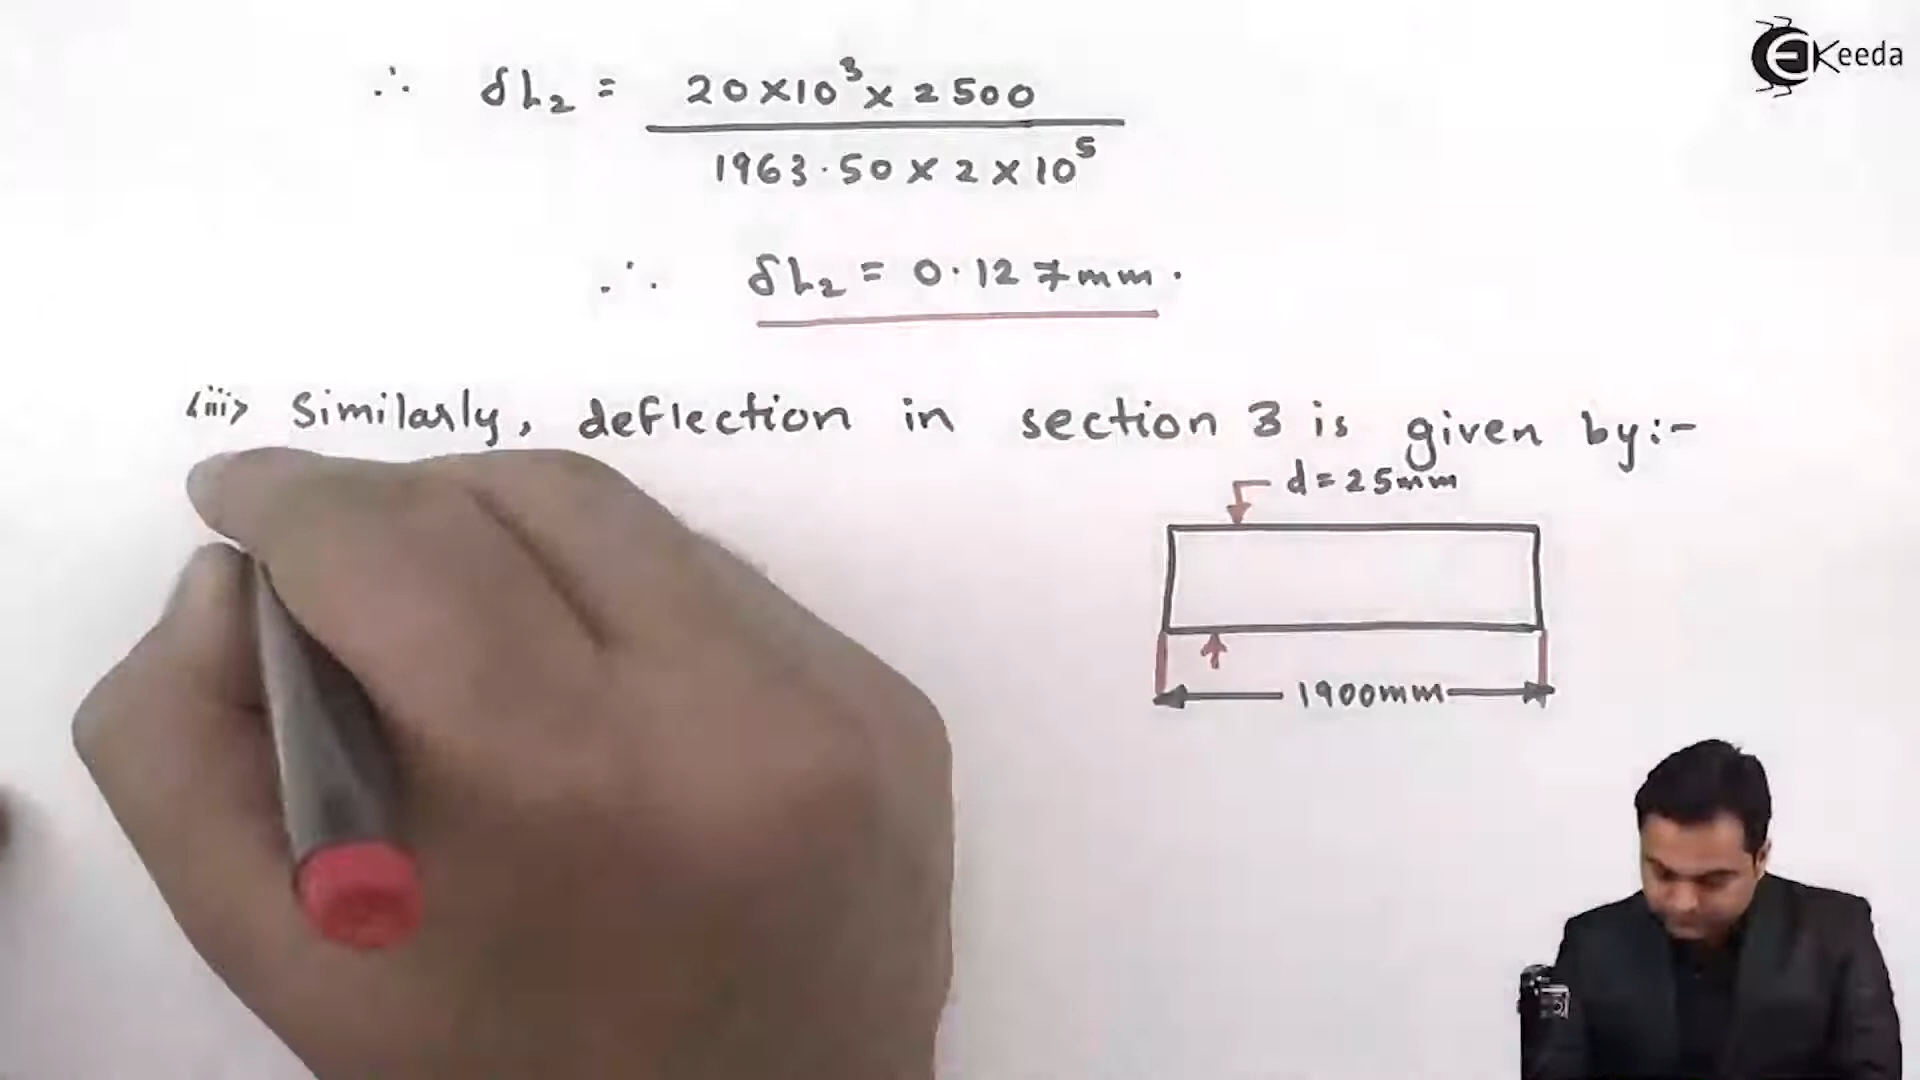 EKeeda
∴ δL₂ = 20×10³× 2500
1963.50 × 2 × 10⁵
∴ δL₂ = 0.127mm.
<iii> Similarly, deflection in section 3 is given by:-
d=25mm
1900mm